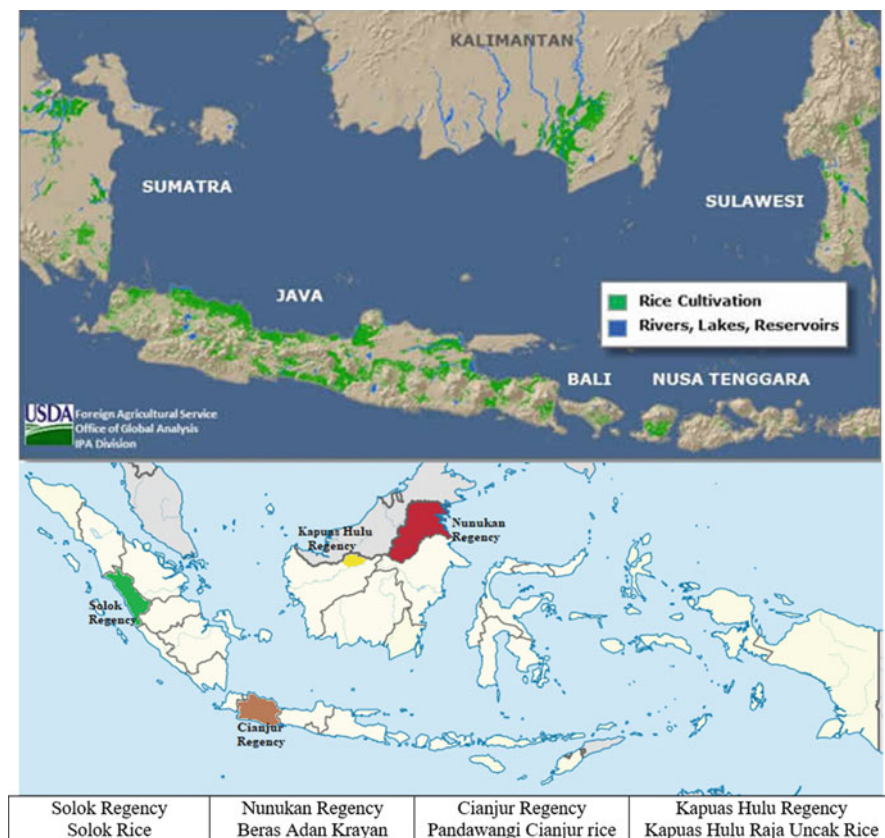 KALIMANTAN
SUMATRA
SULAWESI
JAVA
Rice Cultivation
Rivers, Lakes, Reservoirs
BALI
NUSA TENGGARA
USDA
Foreign Agricultural Service
Office of Global Analysis
IPA Division
Kapuas Hulu
Regency
Nunukan
Regency
Solok
Regency
Cianjur
Regency
Solok Regency
Solok Rice
Nunukan Regency
Beras Adan Krayan
Cianjur Regency
Pandawangi Cianjur rice
Kapuas Hulu Regency
Kapuas Hulu Raja Uncak Rice